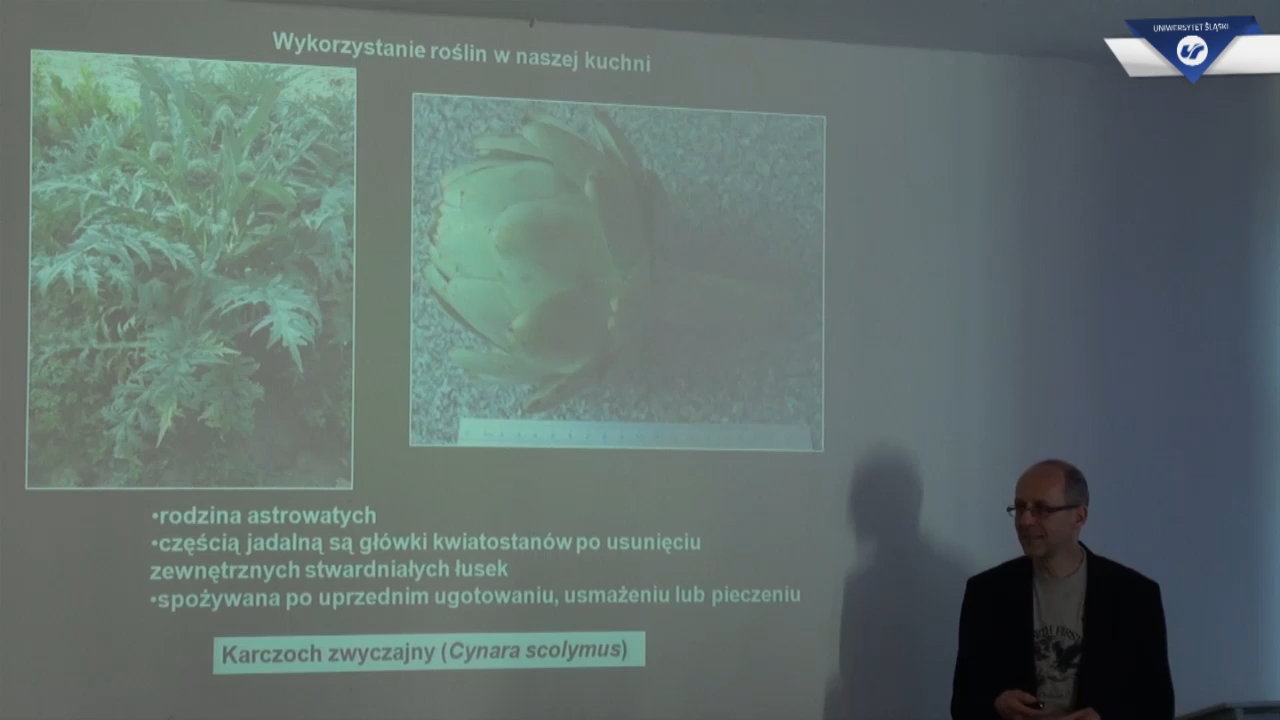 UNIWERSYTET ŚLĄSKI
Wykorzystanie roślin w naszej kuchni
•rodzina astrowatych
•częścią jadalną są główki kwiatostanów po usunięciu
zewnętrznych stwardniałych łusek
•spożywana po uprzednim ugotowaniu, usmażeniu lub pieczeniu
Karczoch zwyczajny (Cynara scolymus)